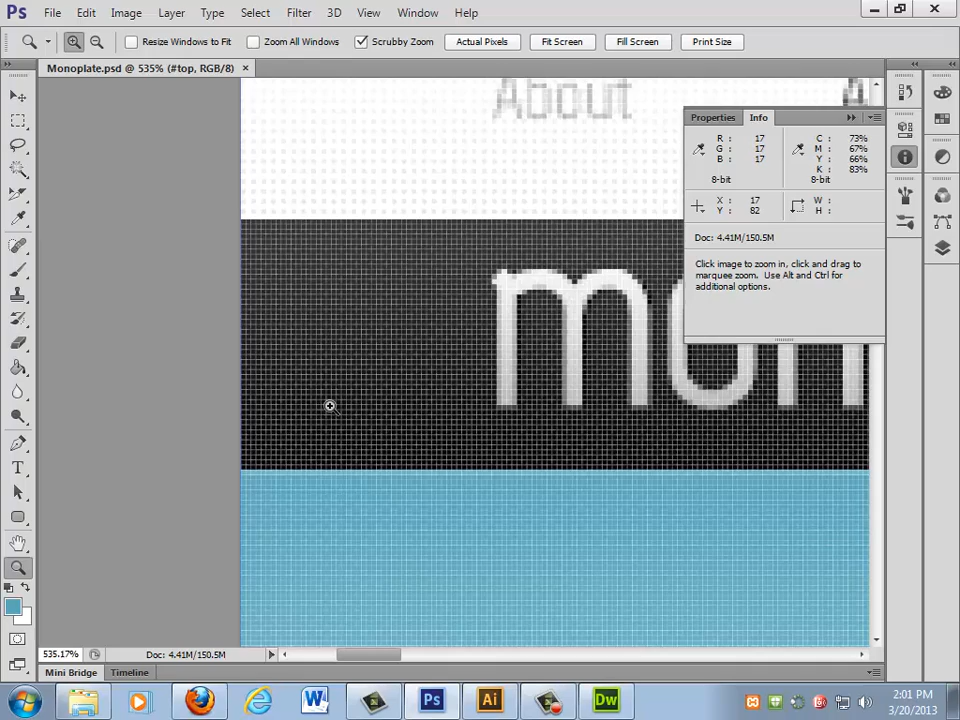 Ps File Edit Image Layer Type Select Filter 3D View Window Help
Resize Windows to Fit Zoom All Windows Scrubby Zoom Actual Pixels Fit Screen Fill Screen Print Size
Monoplate.psd @ 535% (#top, RGB/8) ×
About
Properties Info
R : 17 C : 73%
G : 17 M : 67%
B : 17 Y : 66%
K : 83%
8-bit 8-bit
X : 17 W :
Y : 82 H :
Doc: 4.41M/150.5M
Click image to zoom in, click and drag to
marquee zoom. Use Alt and Ctrl for
additional options.
T
535.17% Doc: 4.41M/150.5M
Mini Bridge Timeline
W Ps Ai Dw
2:01 PM
3/20/2013